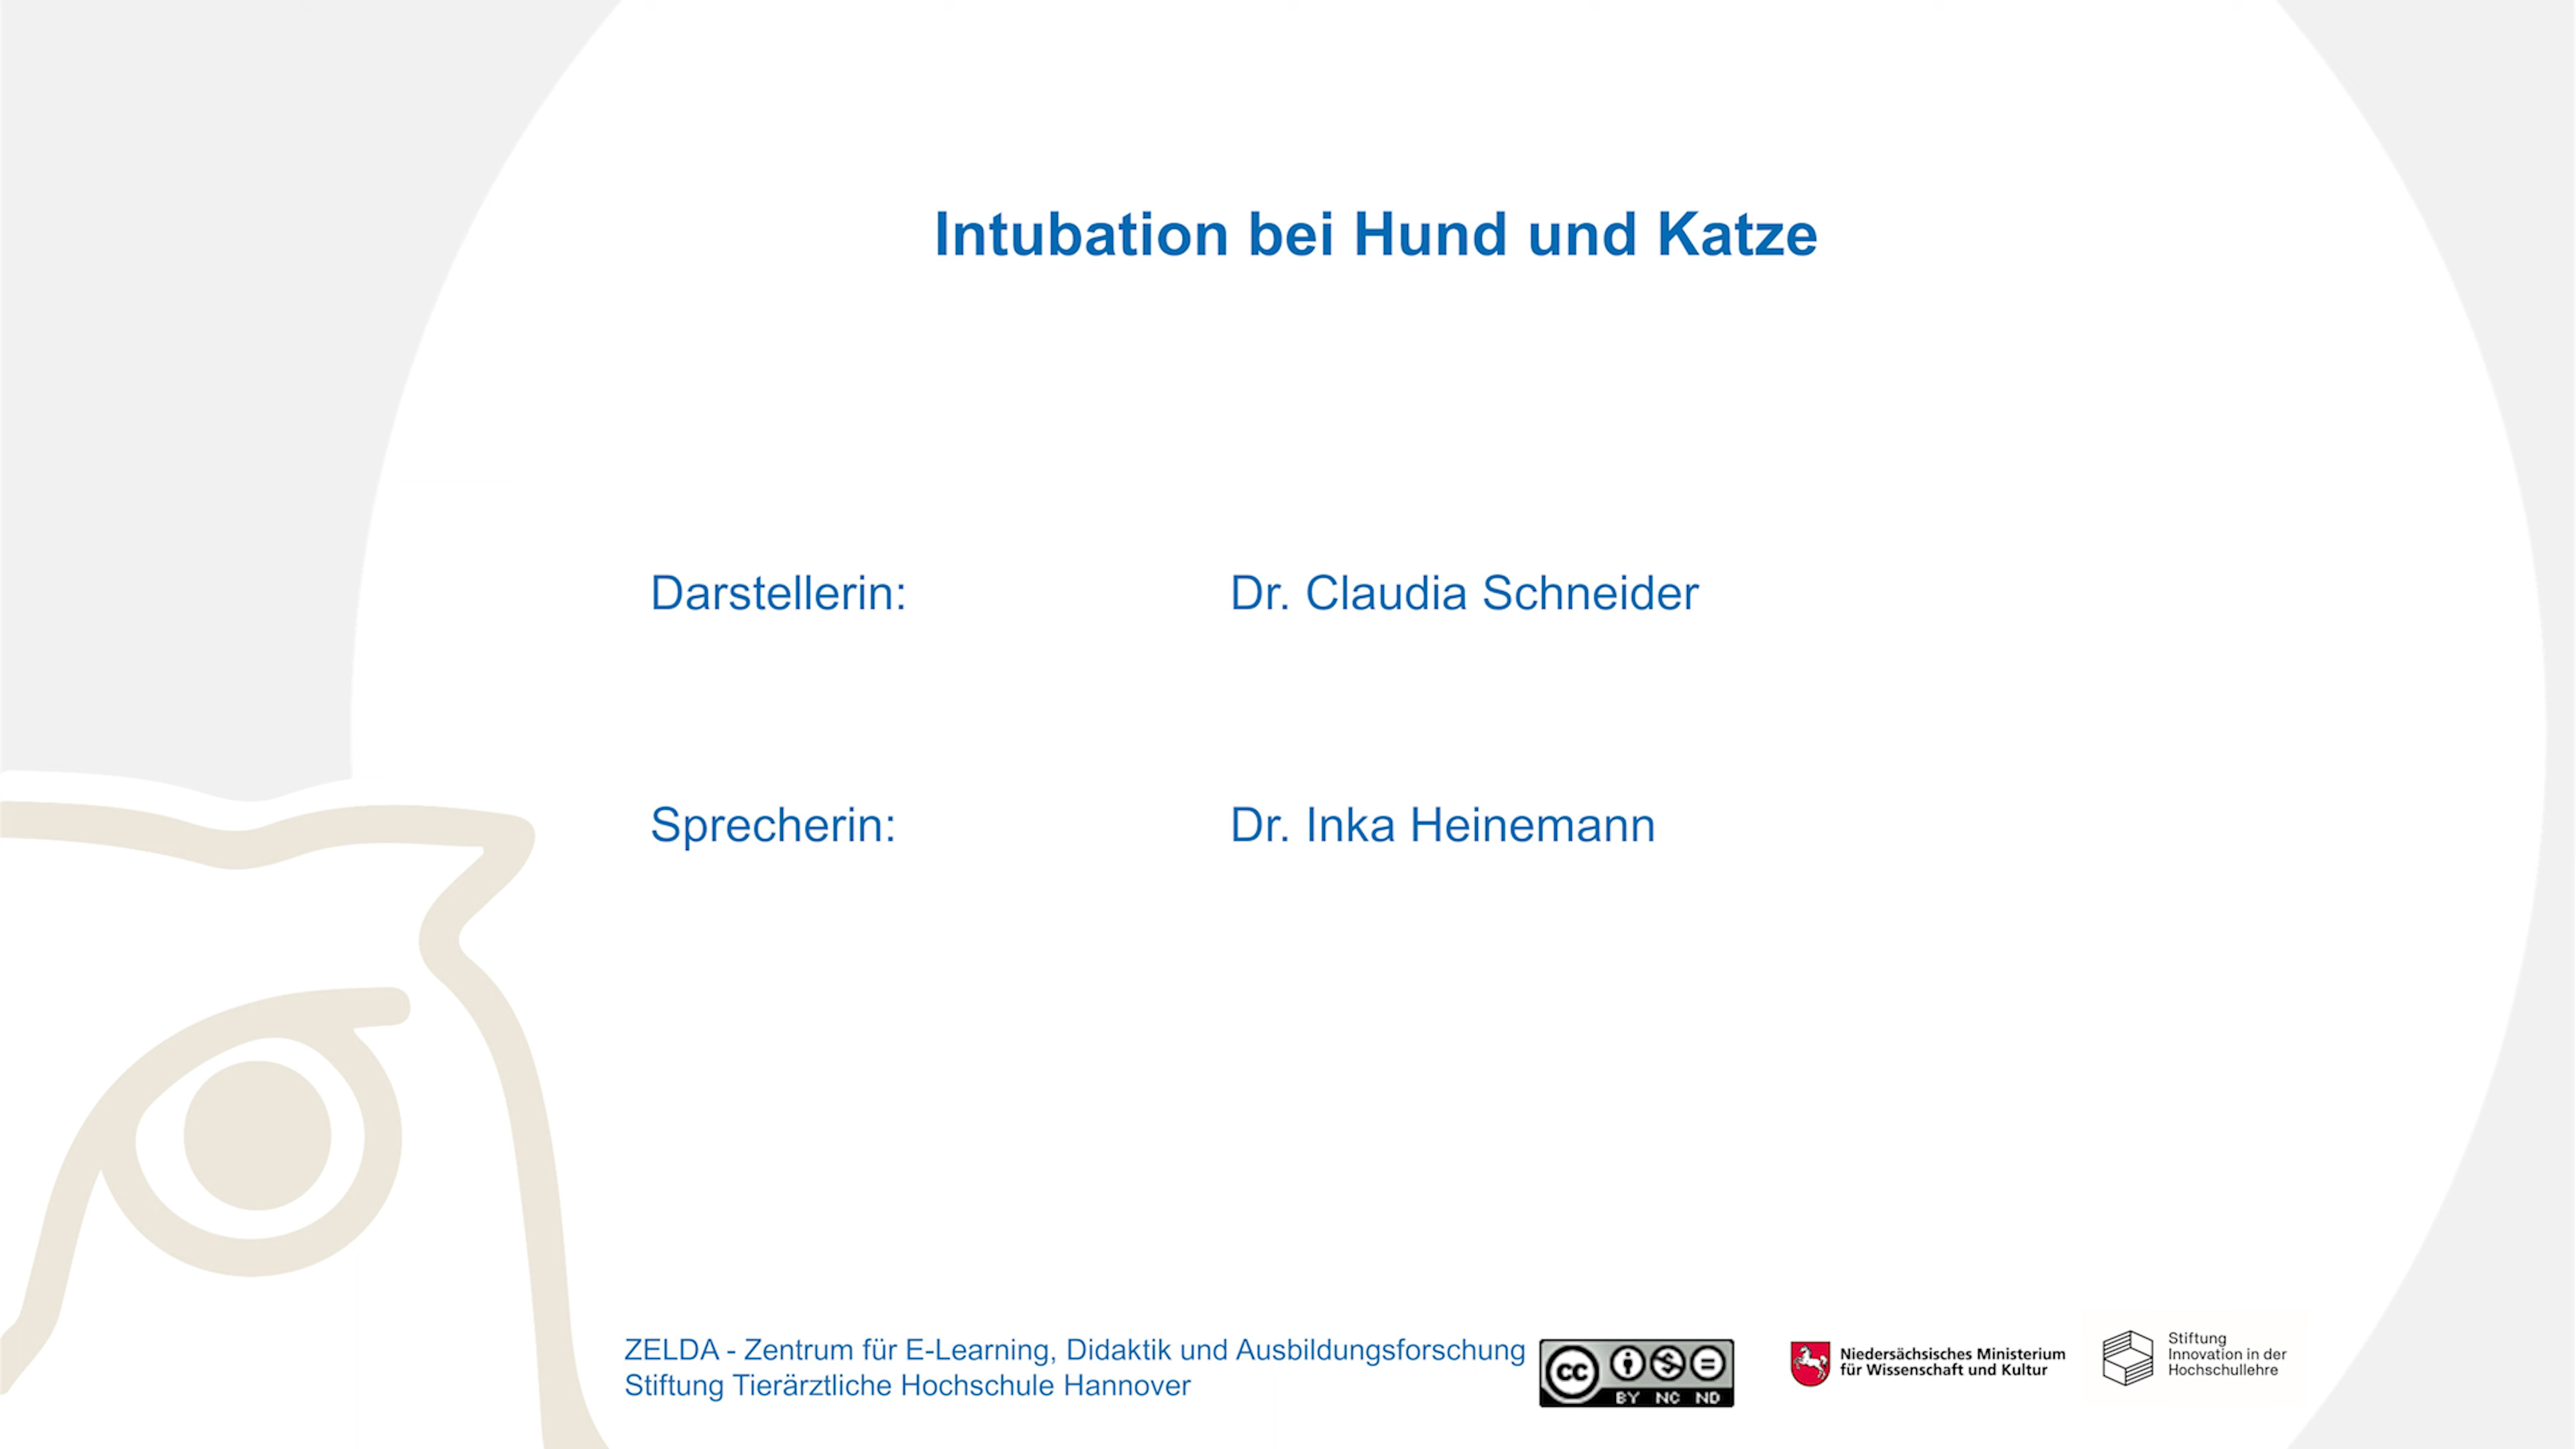 Intubation bei Hund und Katze
Darstellerin: Dr. Claudia Schneider
Sprecherin: Dr. Inka Heinemann
ZELDA - Zentrum für E-Learning, Didaktik und Ausbildungsforschung
Stiftung Tierärztliche Hochschule Hannover
cc
BY NC ND
Niedersächsisches Ministerium
für Wissenschaft und Kultur
Stiftung
Innovation in der
Hochschullehre